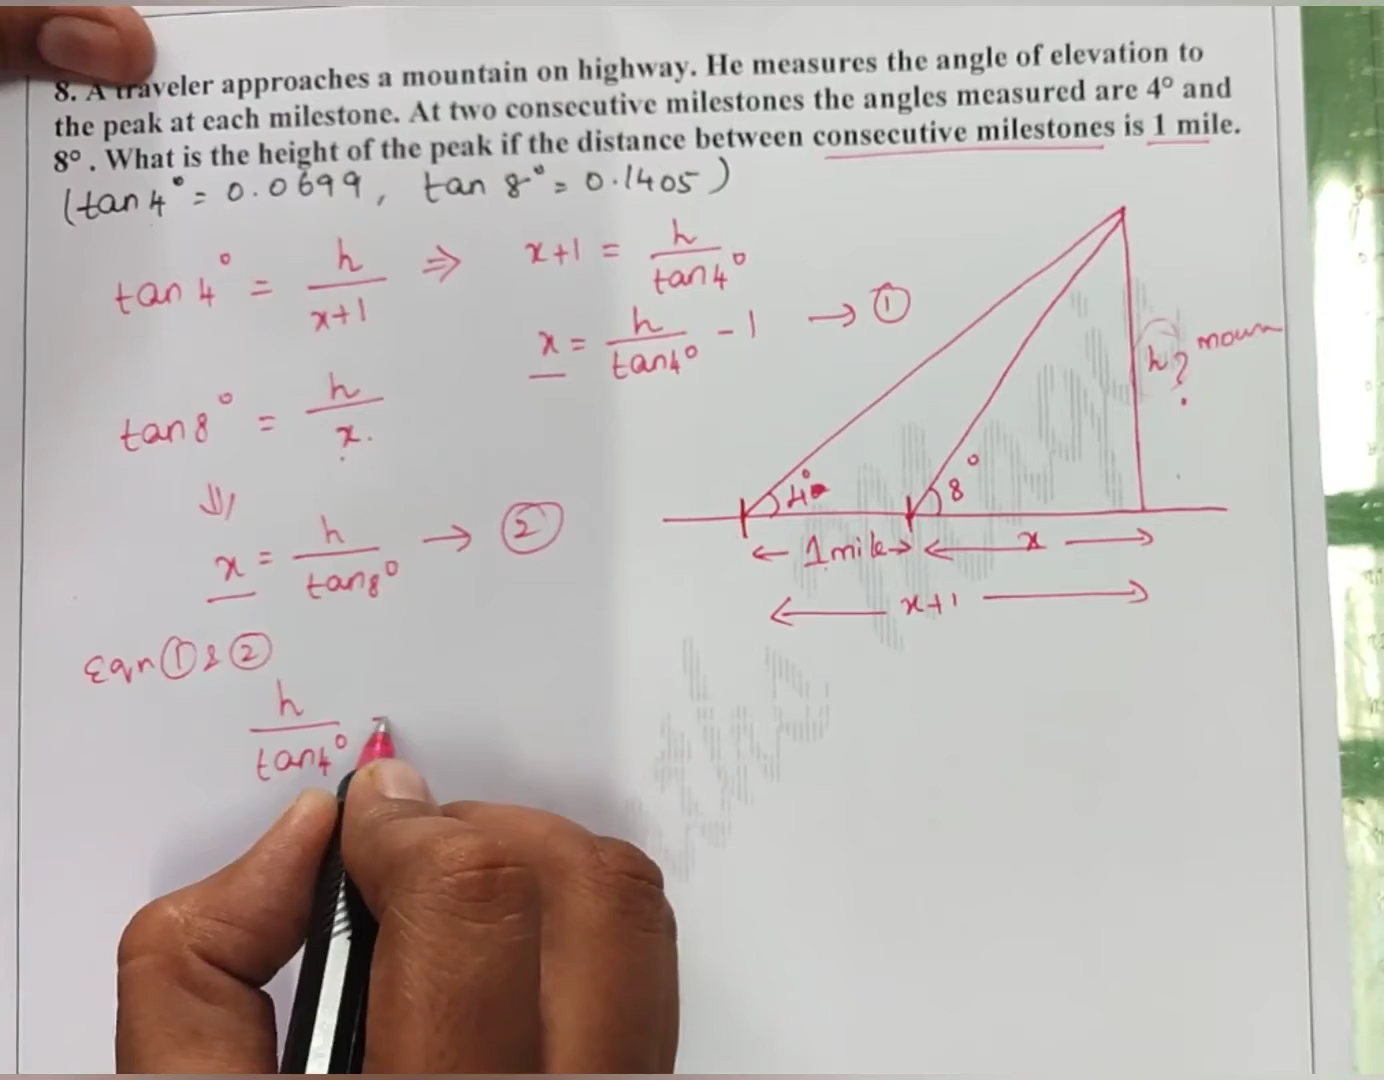 8. A traveler approaches a mountain on highway. He measures the angle of elevation to
the peak at each milestone. At two consecutive milestones the angles measured are 4° and
8° . What is the height of the peak if the distance between consecutive milestones is 1 mile.
(tan 4° = 0.0699, tan 8° = 0.1405)
tan 4° = h/(x+1) ⇒ x+1 = h/tan4°
x = h/tan4° - 1 → ①
tan8° = h/x.
⇓
x = h/tan8° → ②
Eqn ① & ②
h/tan4° -
h? moun
4° 8°
← 1 mile → ← x →
← x+1 →